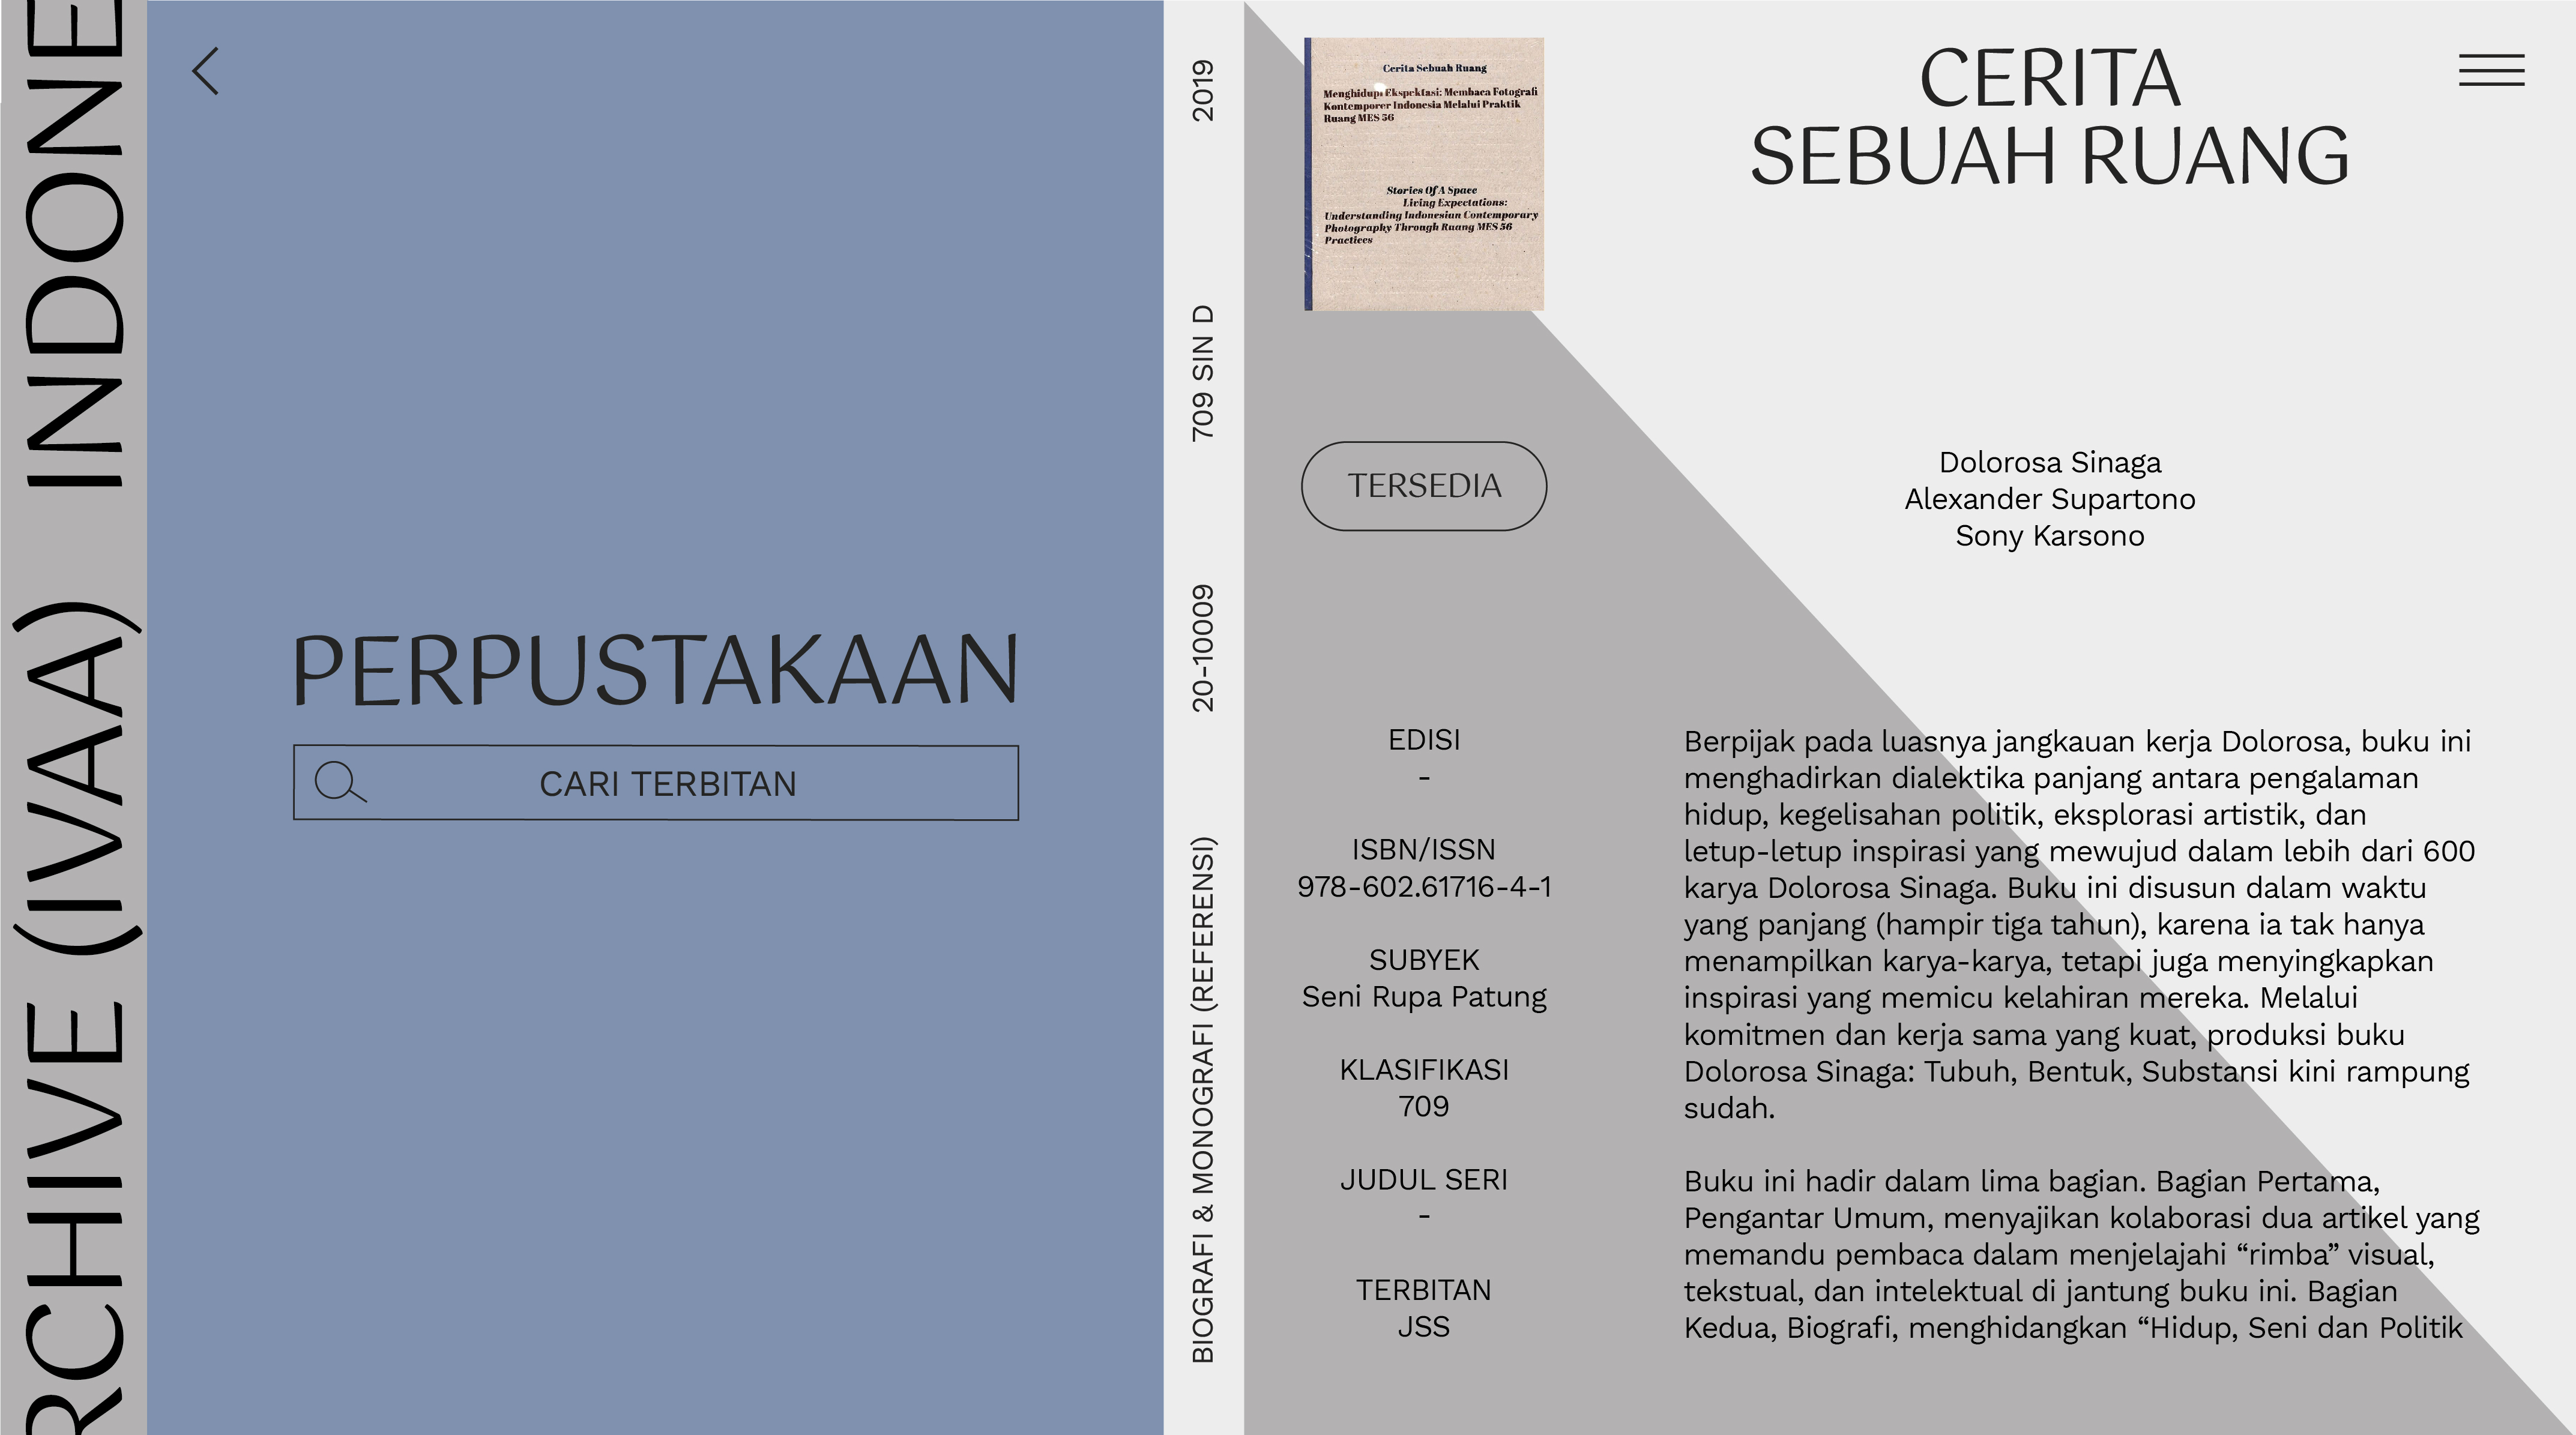 RCHIVE (IVAA) INDONE
PERPUSTAKAAN
CARI TERBITAN
BIOGRAFI & MONOGRAFI (REFERENSI) 20-10009 709 SIN D 2019
Cerita Sebuah Ruang
Menghidupi Ekspektasi: Membaca Fotografi
Kontemporer Indonesia Melalui Praktik
Ruang MES 56
Stories Of A Space
Living Expectations:
Understanding Indonesian Contemporary
Photography Through Ruang MES 56
Practices
CERITA
SEBUAH RUANG
TERSEDIA
Dolorosa Sinaga
Alexander Supartono
Sony Karsono
EDISI
-
ISBN/ISSN
978-602.61716-4-1
SUBYEK
Seni Rupa Patung
KLASIFIKASI
709
JUDUL SERI
-
TERBITAN
JSS
Berpijak pada luasnya jangkauan kerja Dolorosa, buku ini
menghadirkan dialektika panjang antara pengalaman
hidup, kegelisahan politik, eksplorasi artistik, dan
letup-letup inspirasi yang mewujud dalam lebih dari 600
karya Dolorosa Sinaga. Buku ini disusun dalam waktu
yang panjang (hampir tiga tahun), karena ia tak hanya
menampilkan karya-karya, tetapi juga menyingkapkan
inspirasi yang memicu kelahiran mereka. Melalui
komitmen dan kerja sama yang kuat, produksi buku
Dolorosa Sinaga: Tubuh, Bentuk, Substansi kini rampung
sudah.
Buku ini hadir dalam lima bagian. Bagian Pertama,
Pengantar Umum, menyajikan kolaborasi dua artikel yang
memandu pembaca dalam menjelajahi “rimba” visual,
tekstual, dan intelektual di jantung buku ini. Bagian
Kedua, Biografi, menghidangkan “Hidup, Seni dan Politik